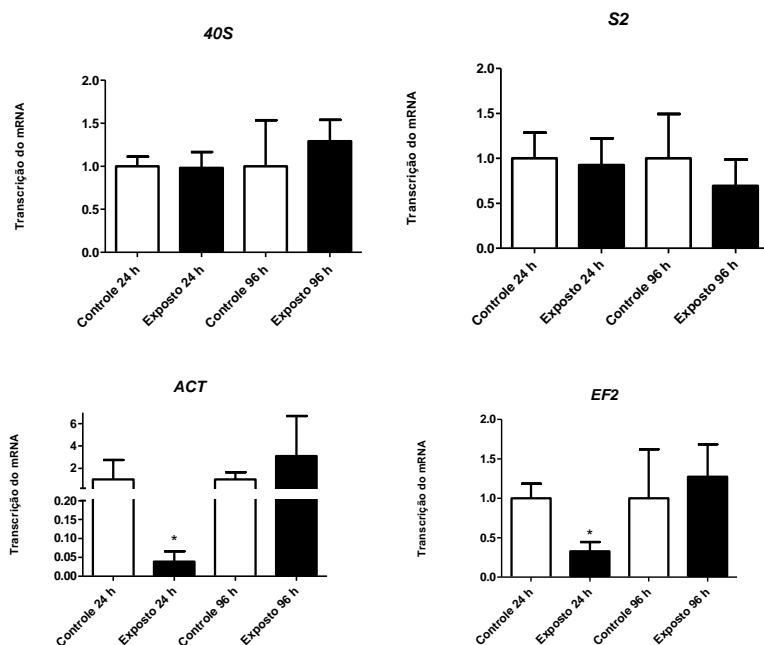 40S
Transcrição do mRNA
2.0
1.5
1.0
0.5
0.0
Controle 24 h
Exposto 24 h
Controle 96 h
Exposto 96 h
S2
Transcrição do mRNA
2.0
1.5
1.0
0.5
0.0
Controle 24 h
Exposto 24 h
Controle 96 h
Exposto 96 h
ACT
Transcrição do mRNA
6
4
2
0.20
0.15
0.10
0.05
0.00
*
Controle 24 h
Exposto 24 h
Controle 96 h
Exposto 96 h
EF2
Transcrição do mRNA
2.0
1.5
1.0
0.5
0.0
*
Controle 24 h
Exposto 24 h
Controle 96 h
Exposto 96 h